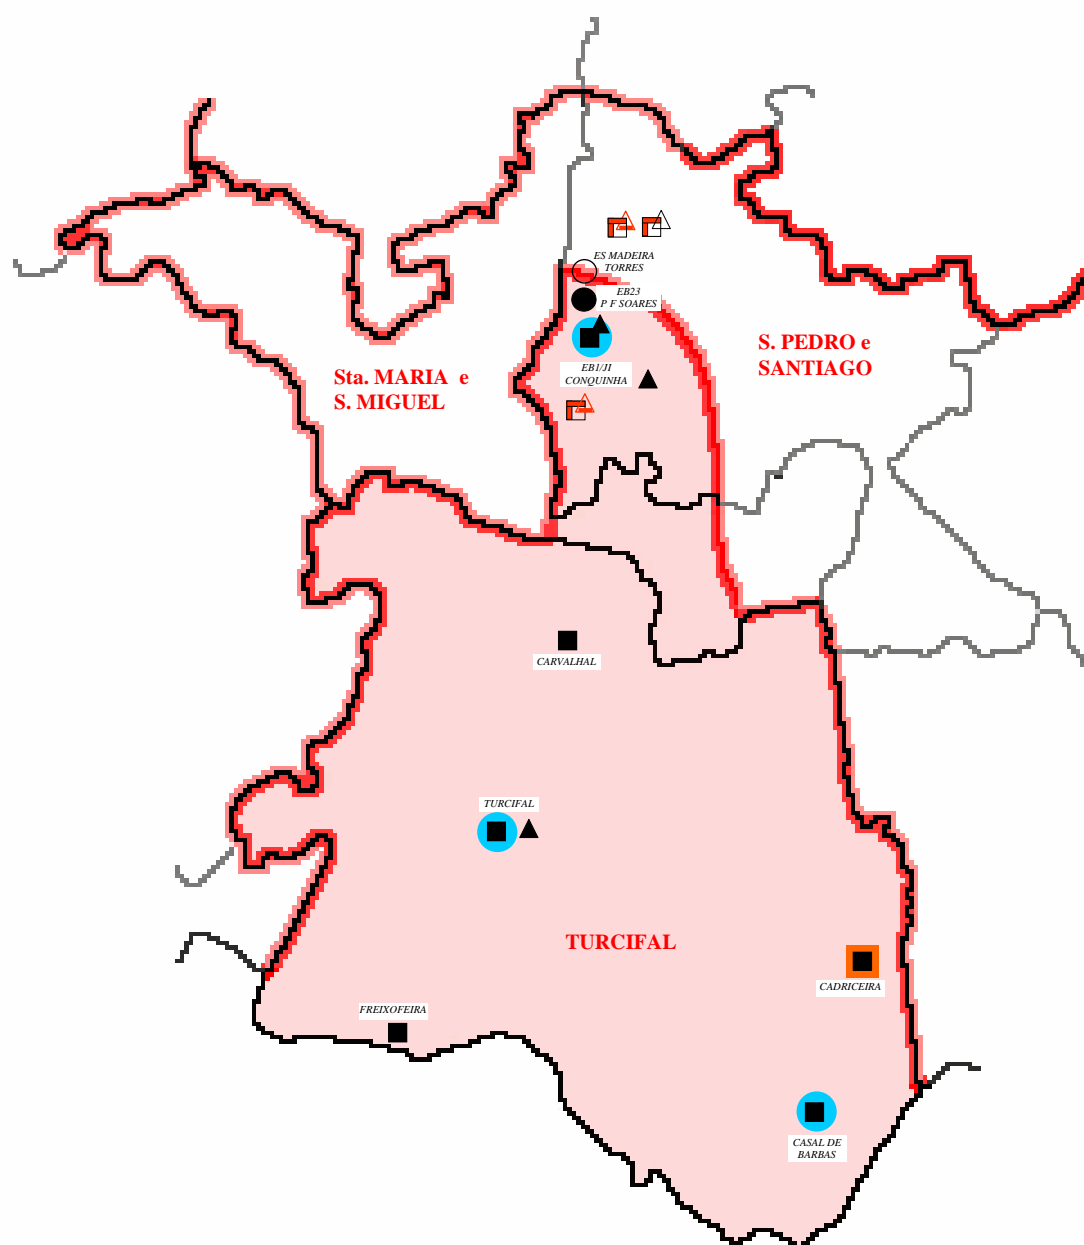 ES MADEIRA
TORRES
EB23
P F SOARES
S. PEDRO e
SANTIAGO
Sta. MARIA e
S. MIGUEL
EB1/JI
CONQUINHA
CARVALHAL
TURCIFAL
TURCIFAL
CADRICEIRA
FREIXOFEIRA
CASAL DE
BARBAS